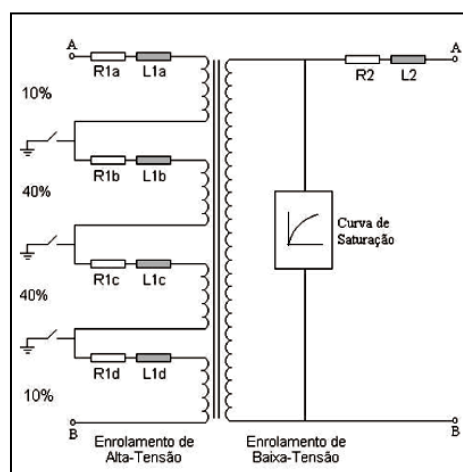 A
R1a
L1a
10%
R1b
L1b
40%
R1c
L1c
40%
R1d
L1d
10%
B
Enrolamento de
Alta-Tensão
A
R2
L2
Curva de
Saturação
B
Enrolamento de
Baixa-Tensão